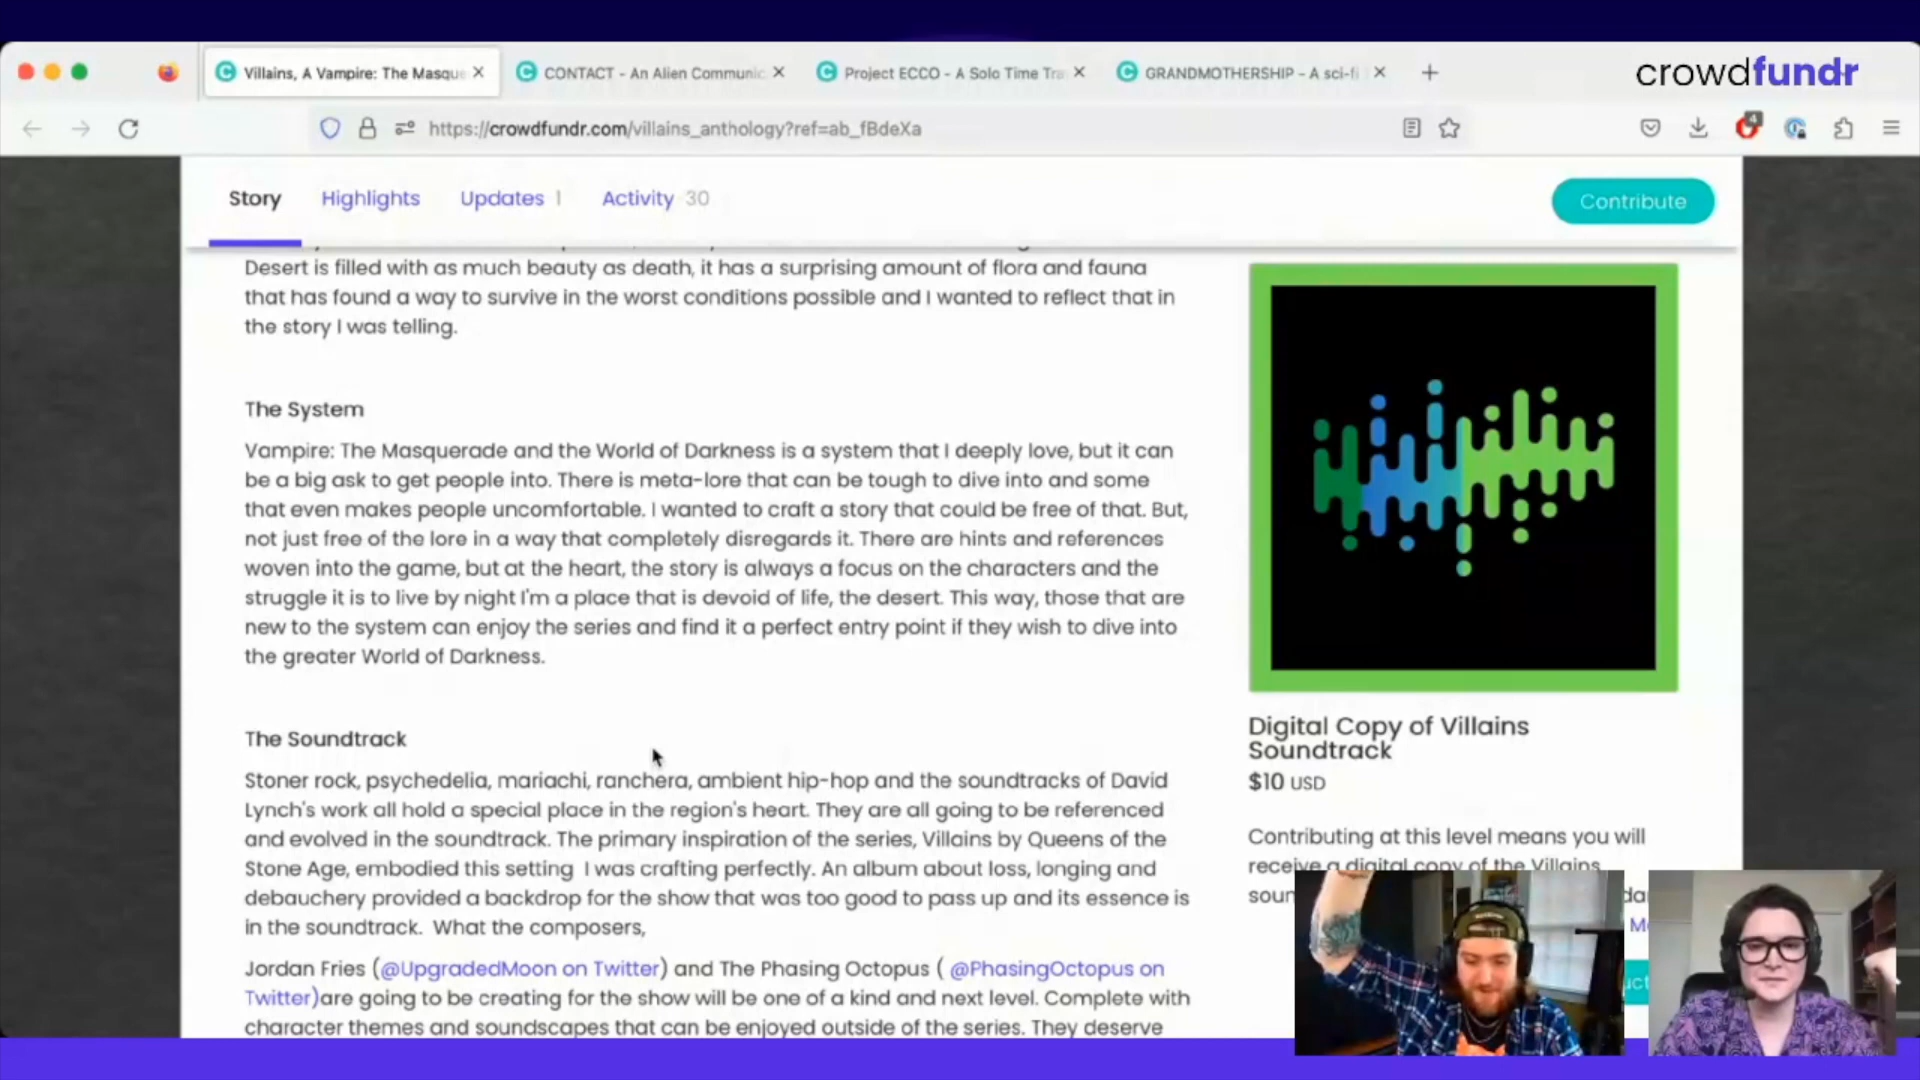 Villains, A Vampire: The Masque
CONTACT - An Alien Communic
Project ECCO - A Solo Time Tra
GRANDMOTHERSHIP - A sci-fi
crowdfundr
https://crowdfundr.com/villains_anthology?ref=ab_fBdeXa
4
Story
Highlights
Updates 1
Activity 30
Contribute
Desert is filled with as much beauty as death, it has a surprising amount of flora and fauna
that has found a way to survive in the worst conditions possible and I wanted to reflect that in
the story I was telling.
The System
Vampire: The Masquerade and the World of Darkness is a system that I deeply love, but it can
be a big ask to get people into. There is meta-lore that can be tough to dive into and some
that even makes people uncomfortable. I wanted to craft a story that could be free of that. But,
not just free of the lore in a way that completely disregards it. There are hints and references
woven into the game, but at the heart, the story is always a focus on the characters and the
struggle it is to live by night I'm a place that is devoid of life, the desert. This way, those that are
new to the system can enjoy the series and find it a perfect entry point if they wish to dive into
the greater World of Darkness.
The Soundtrack
Stoner rock, psychedelia, mariachi, ranchera, ambient hip-hop and the soundtracks of David
Lynch's work all hold a special place in the region's heart. They are all going to be referenced
and evolved in the soundtrack. The primary inspiration of the series, Villains by Queens of the
Stone Age, embodied this setting I was crafting perfectly. An album about loss, longing and
debauchery provided a backdrop for the show that was too good to pass up and its essence is
in the soundtrack. What the composers,
Jordan Fries (@UpgradedMoon on Twitter) and The Phasing Octopus ( @PhasingOctopus on
Twitter)are going to be creating for the show will be one of a kind and next level. Complete with
character themes and soundscapes that can be enjoyed outside of the series. They deserve
Digital Copy of Villains
Soundtrack
$10 USD
Contributing at this level means you will
receive a digital copy of the Villains